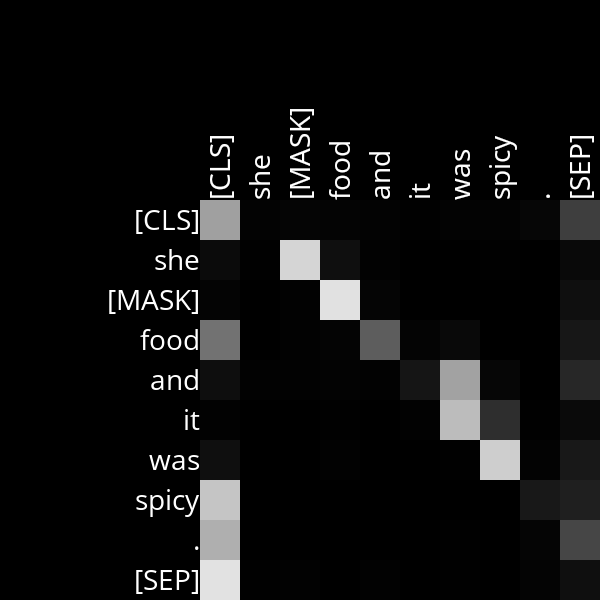 [CLS] she [MASK] food and it was spicy . [SEP]
[CLS]
she
[MASK]
food
and
it
was
spicy
.
[SEP]